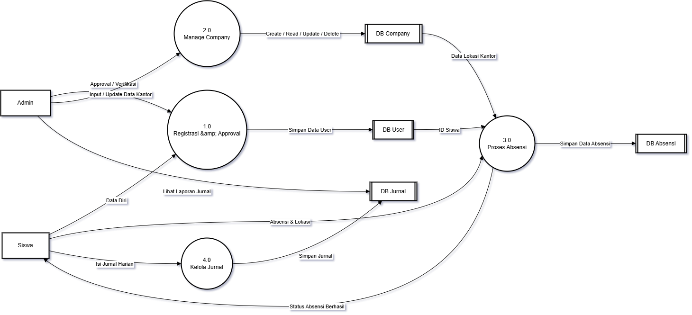 2.0
Manage Company
Create / Read / Update / Delete
DB Company
Data Lokasi Kantor
Approval / Verifikasi
Input / Update Data Kantor
Admin
1.0
Registrasi &amp; Approval
Simpan Data User
DB User
ID Siswa
3.0
Proses Absensi
Simpan Data Absensi
DB Absensi
Lihat Laporan Jurnal
DB Jurnal
Data Diri
Absensi & Lokasi
Siswa
Isi Jurnal Harian
4.0
Kelola Jurnal
Simpan Jurnal
Status Absensi Berhasil